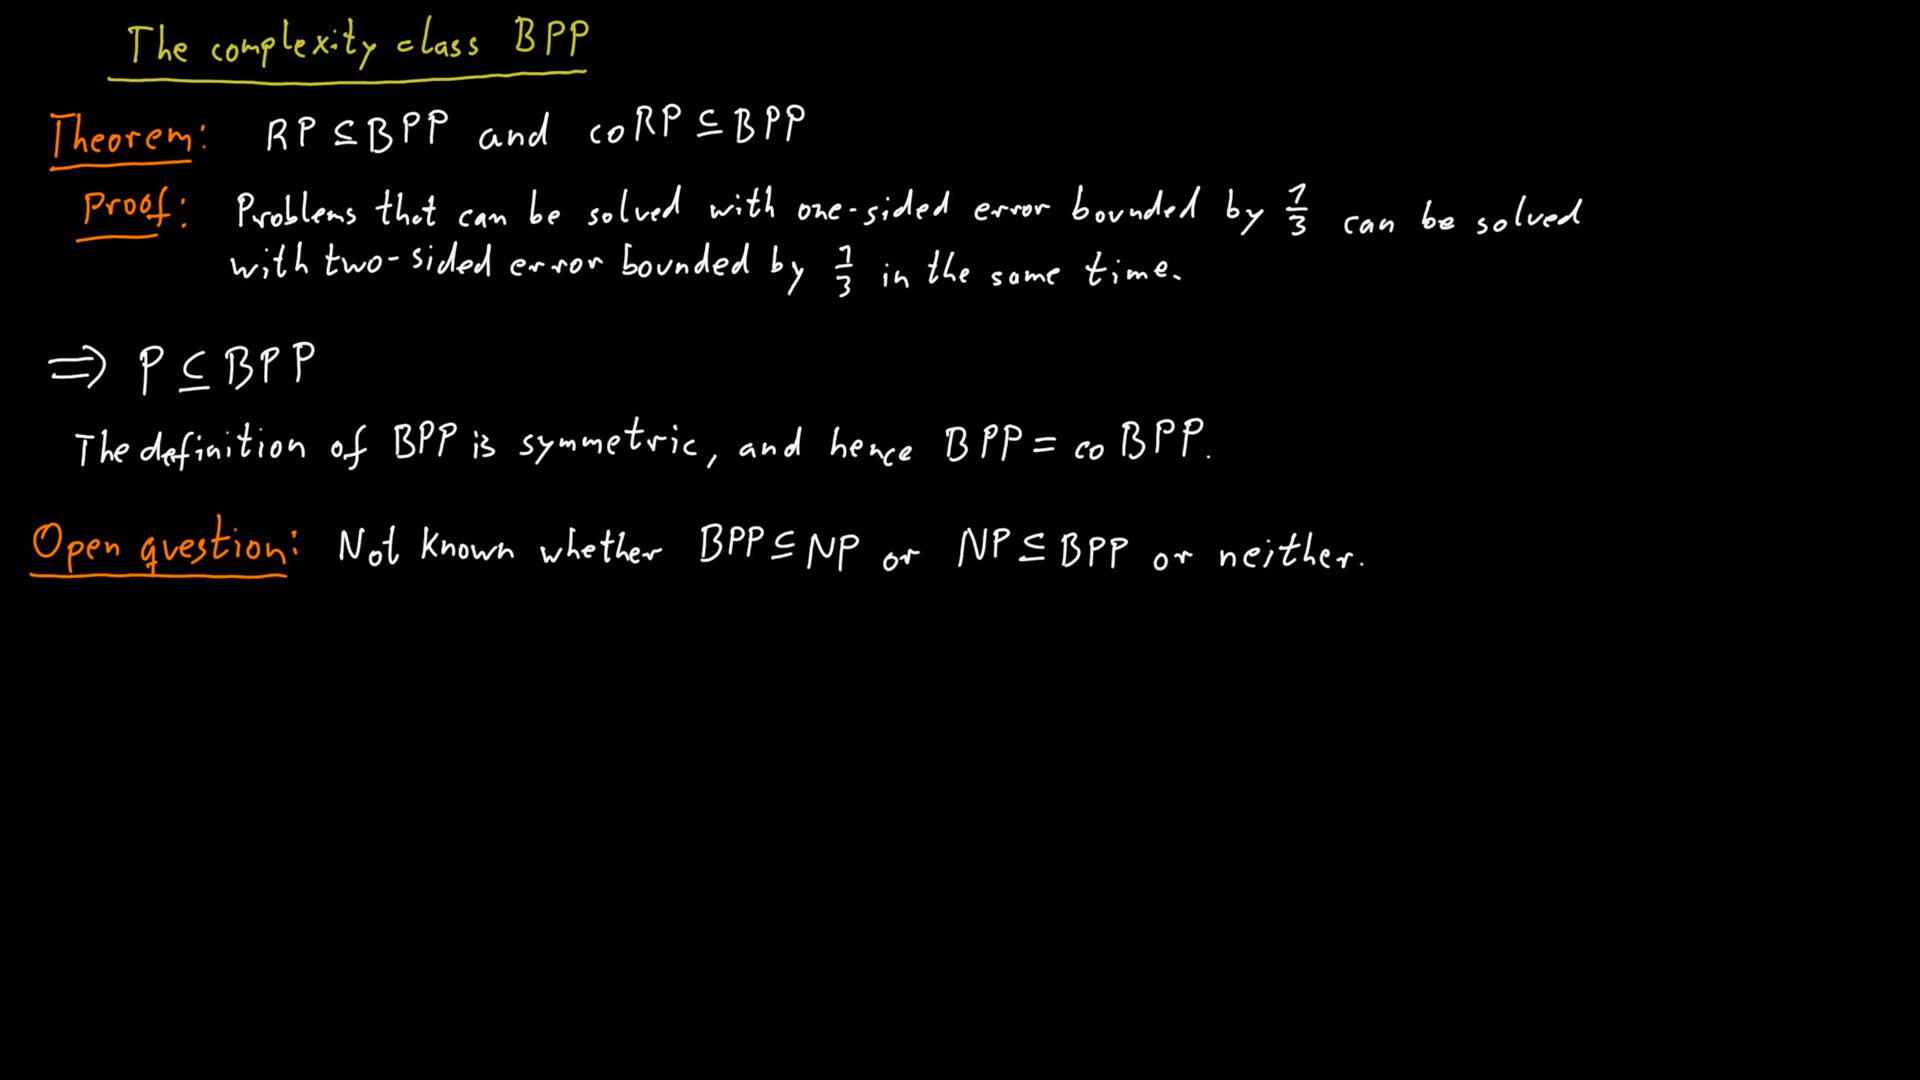 The complexity class BPP
Theorem: RP ⊆ BPP and coRP ⊆ BPP
Proof: Problems that can be solved with one-sided error bounded by 1/3 can be solved
with two-sided error bounded by 1/3 in the same time.
⇒ P ⊆ BPP
The definition of BPP is symmetric, and hence BPP = coBPP.
Open question: Not known whether BPP ⊆ NP or NP ⊆ BPP or neither.